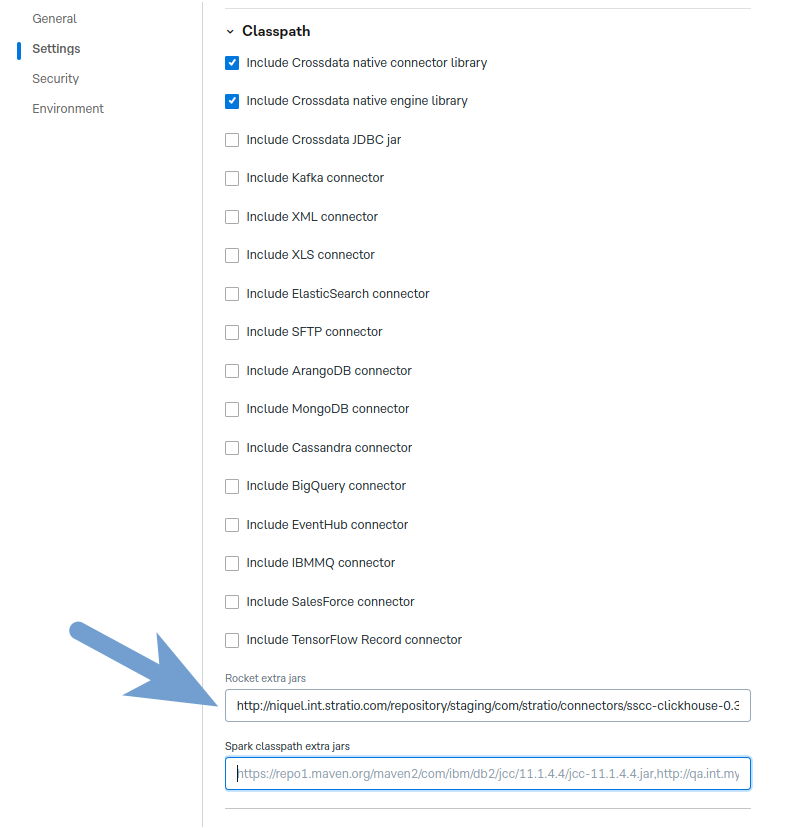 General
Settings
Security
Environment
Classpath
Include Crossdata native connector library
Include Crossdata native engine library
Include Crossdata JDBC jar
Include Kafka connector
Include XML connector
Include XLS connector
Include ElasticSearch connector
Include SFTP connector
Include ArangoDB connector
Include MongoDB connector
Include Cassandra connector
Include BigQuery connector
Include EventHub connector
Include IBMMQ connector
Include SalesForce connector
Include TensorFlow Record connector
Rocket extra jars
http://niquel.int.stratio.com/repository/staging/com/stratio/connectors/sscc-clickhouse-0.3
Spark classpath extra jars
https://repo1.maven.org/maven2/com/ibm/db2/jcc/11.1.4.4/jcc-11.1.4.4.jar,http://qa.int.my